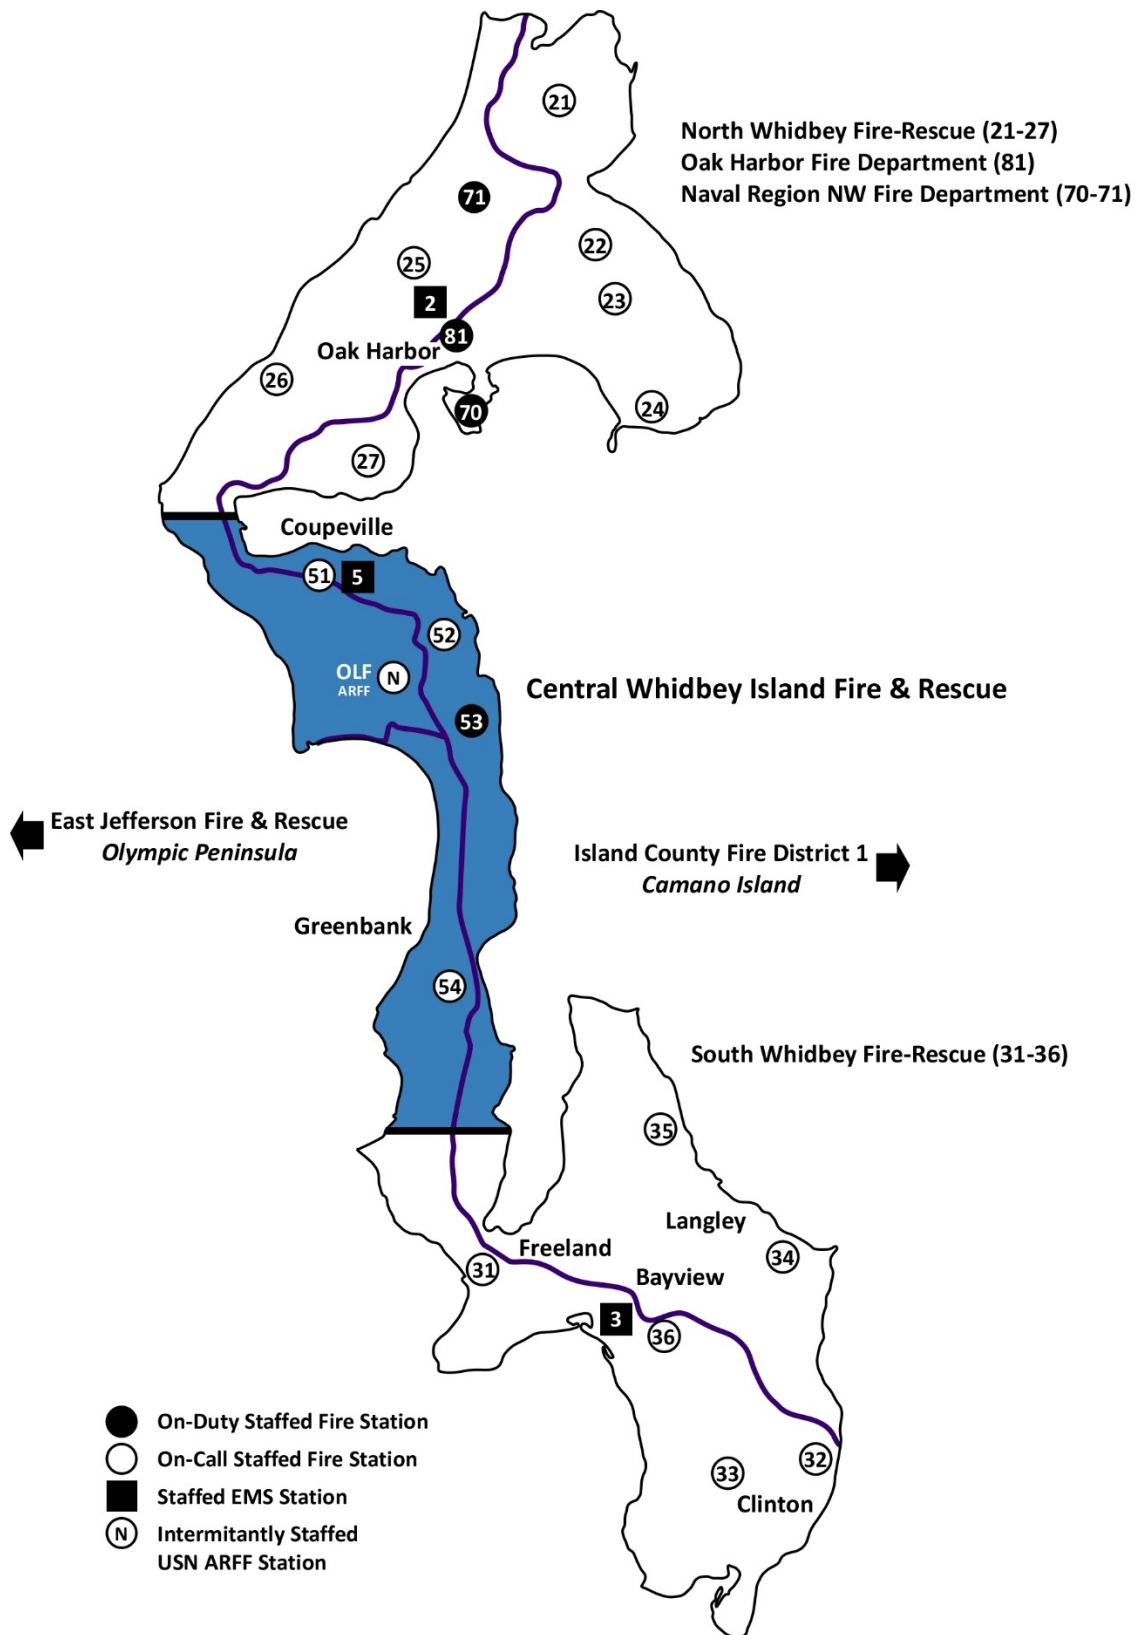 21
North Whidbey Fire-Rescue (21-27)
Oak Harbor Fire Department (81)
Naval Region NW Fire Department (70-71)
71
22
25
23
2
81
Oak Harbor
26
24
70
27
Coupeville
51
5
52
OLF
ARFF
N
Central Whidbey Island Fire & Rescue
53
East Jefferson Fire & Rescue
Olympic Peninsula
Island County Fire District 1
Camano Island
Greenbank
54
South Whidbey Fire-Rescue (31-36)
35
Langley
Freeland
34
31
Bayview
3
36
On-Duty Staffed Fire Station
On-Call Staffed Fire Station
32
33
Staffed EMS Station
Clinton
N
Intermitantly Staffed
USN ARFF Station